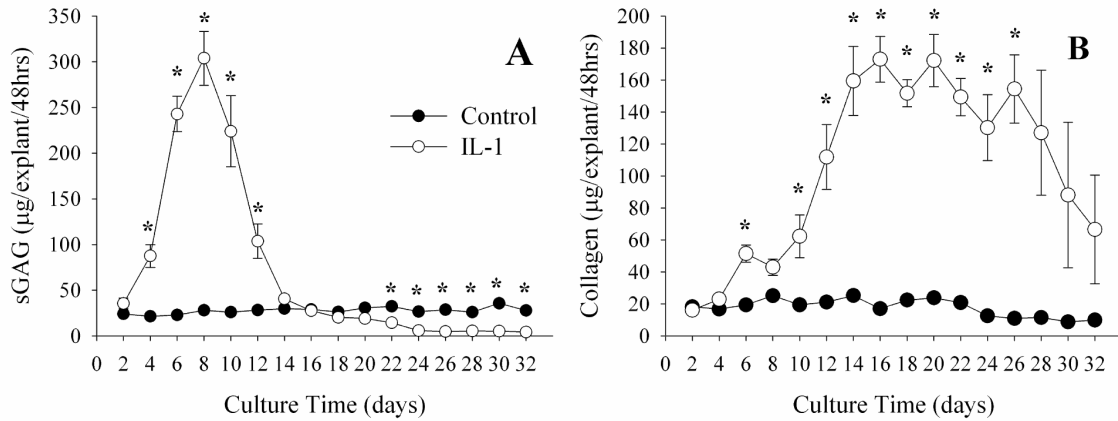 A
sGAG (μg/explant/48hrs)
350
300
250
200
150
100
50
0
* * * * * * * * * * * *
Control
IL-1
0 2 4 6 8 10 12 14 16 18 20 22 24 26 28 30 32
Culture Time (days)
B
Collagen (μg/explant/48hrs)
200
180
160
140
120
100
80
60
40
20
0
* * * * * * * * * *
0 2 4 6 8 10 12 14 16 18 20 22 24 26 28 30 32
Culture Time (days)